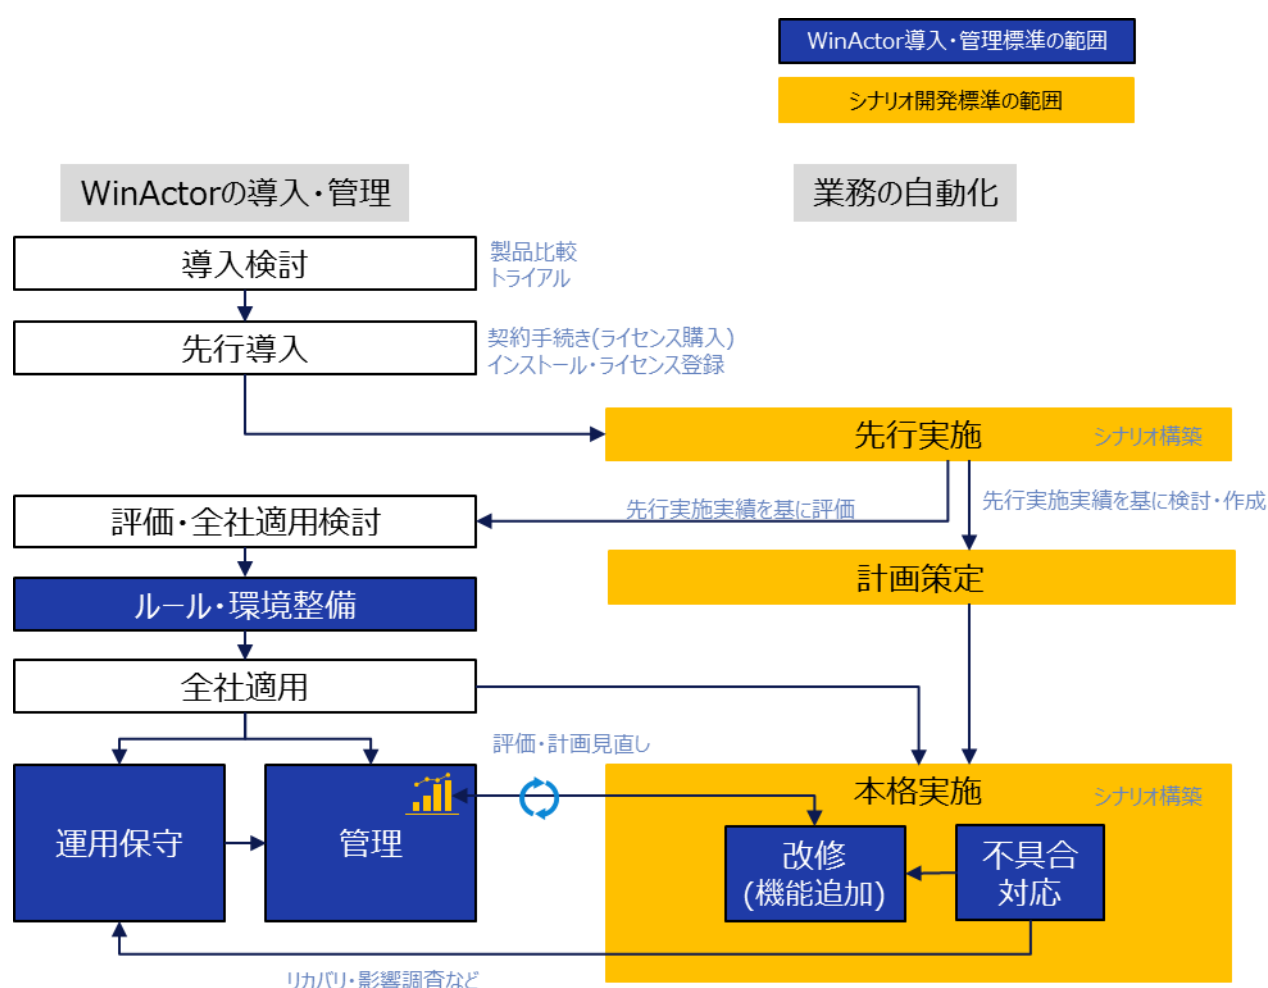 WinActor導入・管理標準の範囲
シナリオ開発標準の範囲
WinActorの導入・管理
業務の自動化
導入検討
製品比較
トライアル
先行導入
契約手続き(ライセンス購入)
インストール・ライセンス登録
先行実施
シナリオ構築
評価・全社適用検討
先行実施実績を基に評価
先行実施実績を基に検討・作成
計画策定
ルール・環境整備
全社適用
評価・計画見直し
運用保守
管理
本格実施
シナリオ構築
改修
(機能追加)
不具合
対応
リカバリ・影響調査など